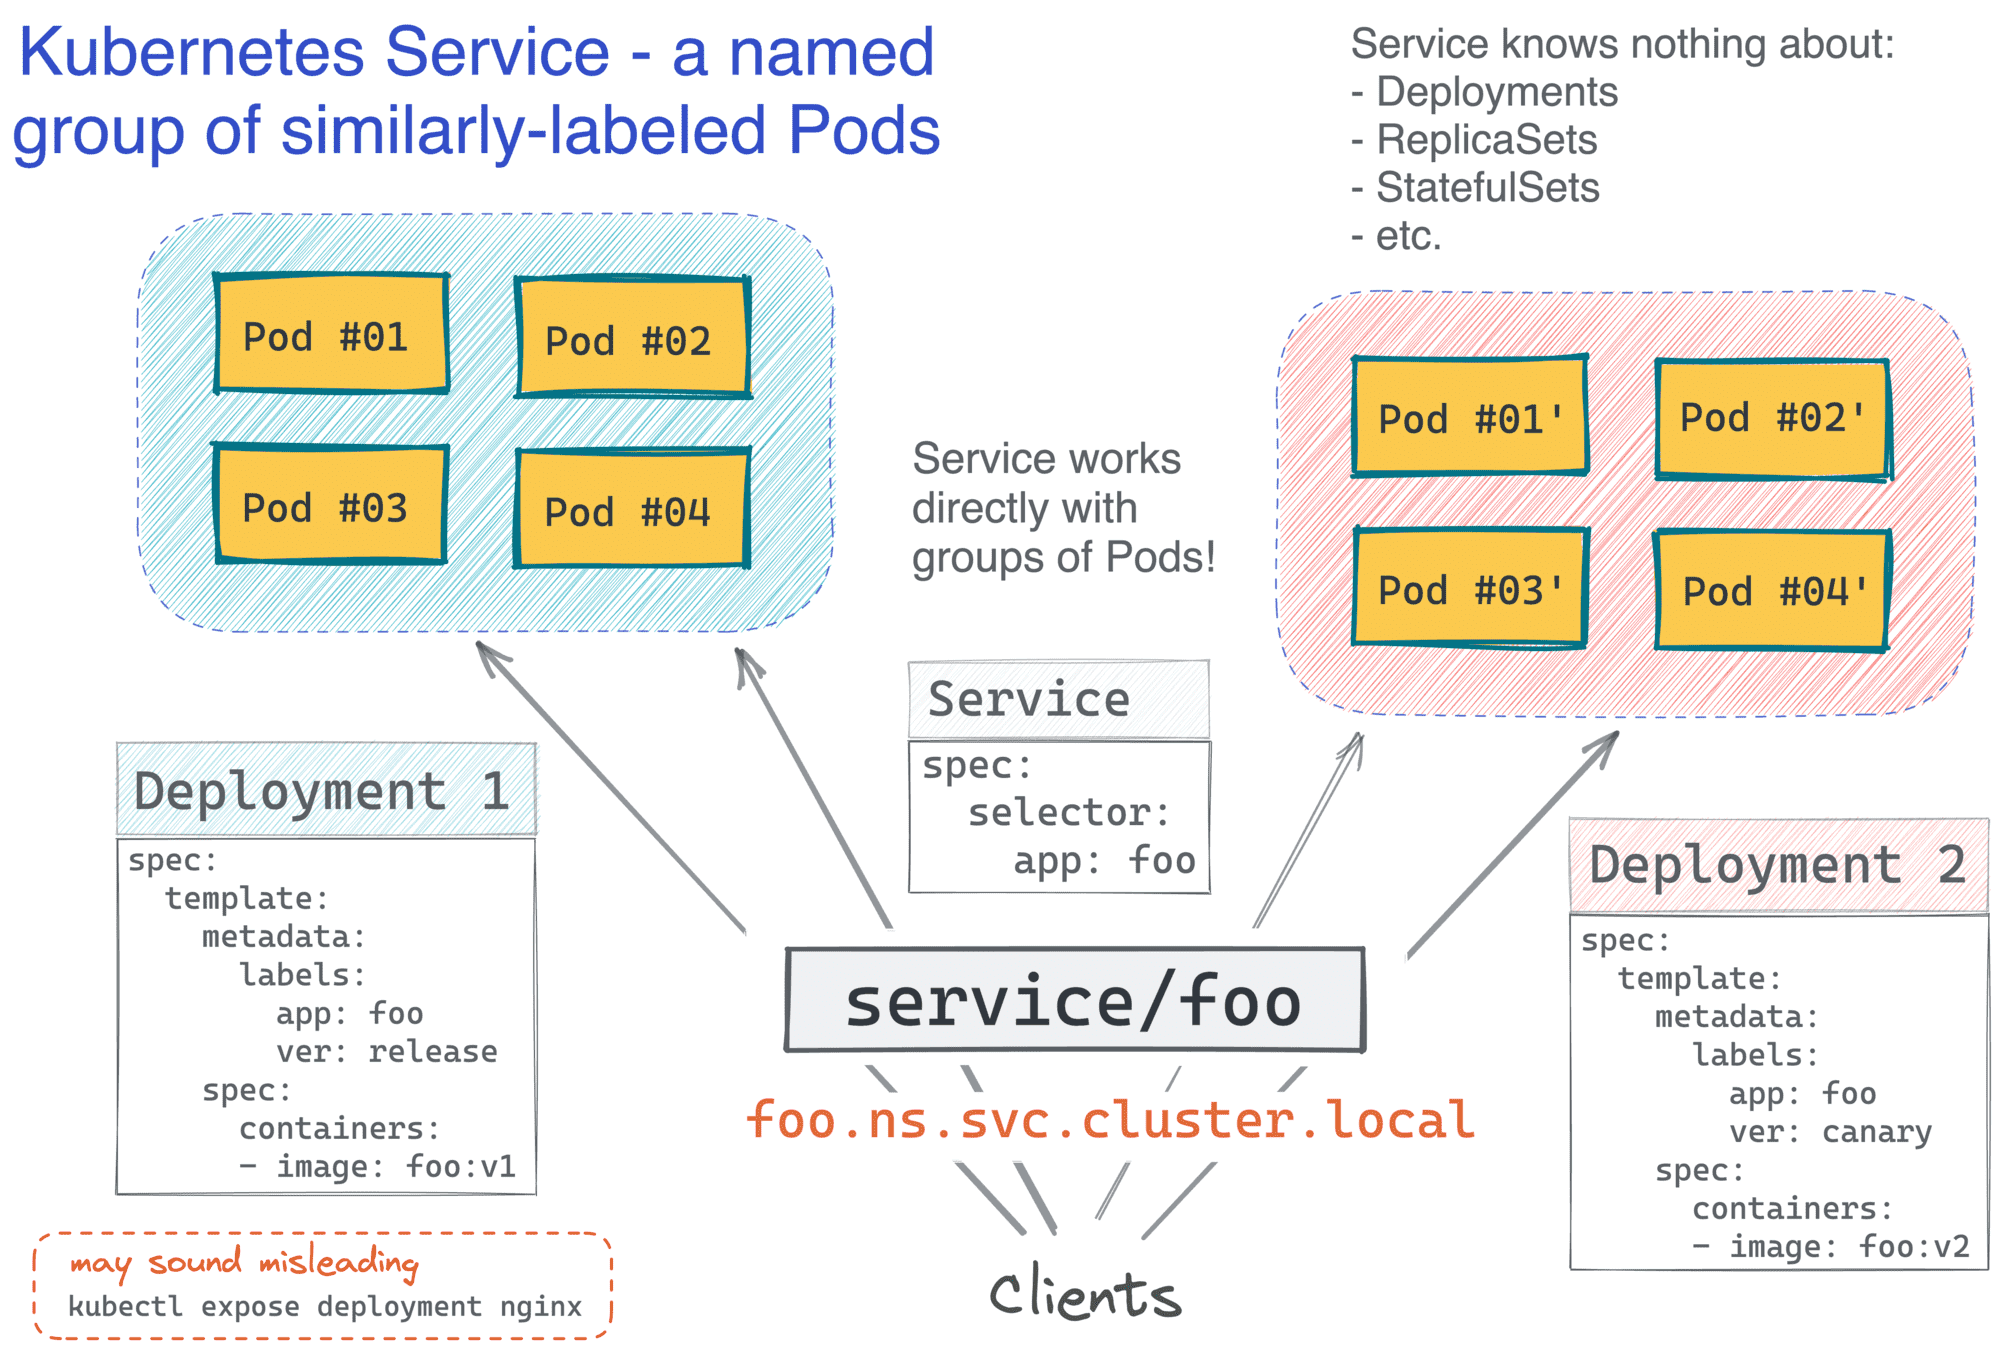 Kubernetes Service - a named
group of similarly-labeled Pods
Service knows nothing about:
- Deployments
- ReplicaSets
- StatefulSets
- etc.
Pod #01
Pod #02
Pod #03
Pod #04
Service works
directly with
groups of Pods!
Pod #01'
Pod #02'
Pod #03'
Pod #04'
Service
spec:
  selector:
    app: foo
Deployment 1
spec:
  template:
    metadata:
      labels:
        app: foo
        ver: release
    spec:
      containers:
      - image: foo:v1
Deployment 2
spec:
  template:
    metadata:
      labels:
        app: foo
        ver: canary
    spec:
      containers:
      - image: foo:v2
service/foo
foo.ns.svc.cluster.local
Clients
may sound misleading
kubectl expose deployment nginx